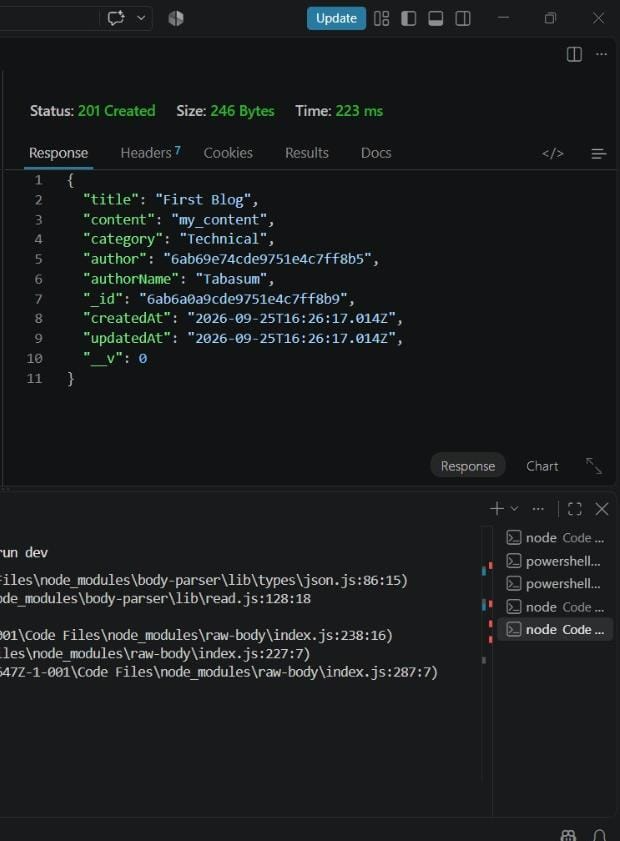 Update
Status: 201 Created Size: 246 Bytes Time: 223 ms
Response Headers 7 Cookies Results Docs </>
1 {
2 "title": "First Blog",
3 "content": "my_content",
4 "category": "Technical",
5 "author": "6ab69e74cde9751e4c7ff8b5",
6 "authorName": "Tabasum",
7 "_id": "6ab6a0a9cde9751e4c7ff8b9",
8 "createdAt": "2026-09-25T16:26:17.014Z",
9 "updatedAt": "2026-09-25T16:26:17.014Z",
10 "__v": 0
11 }
Response Chart
run dev
Files\node_modules\body-parser\lib\types\json.js:86:15)
ode_modules\body-parser\lib\read.js:128:18
001\Code Files\node_modules\raw-body\index.js:238:16)
iles\node_modules\raw-body\index.js:227:7)
647Z-1-001\Code Files\node_modules\raw-body\index.js:287:7)
node Code ...
powershell...
powershell...
node Code ...
node Code ...